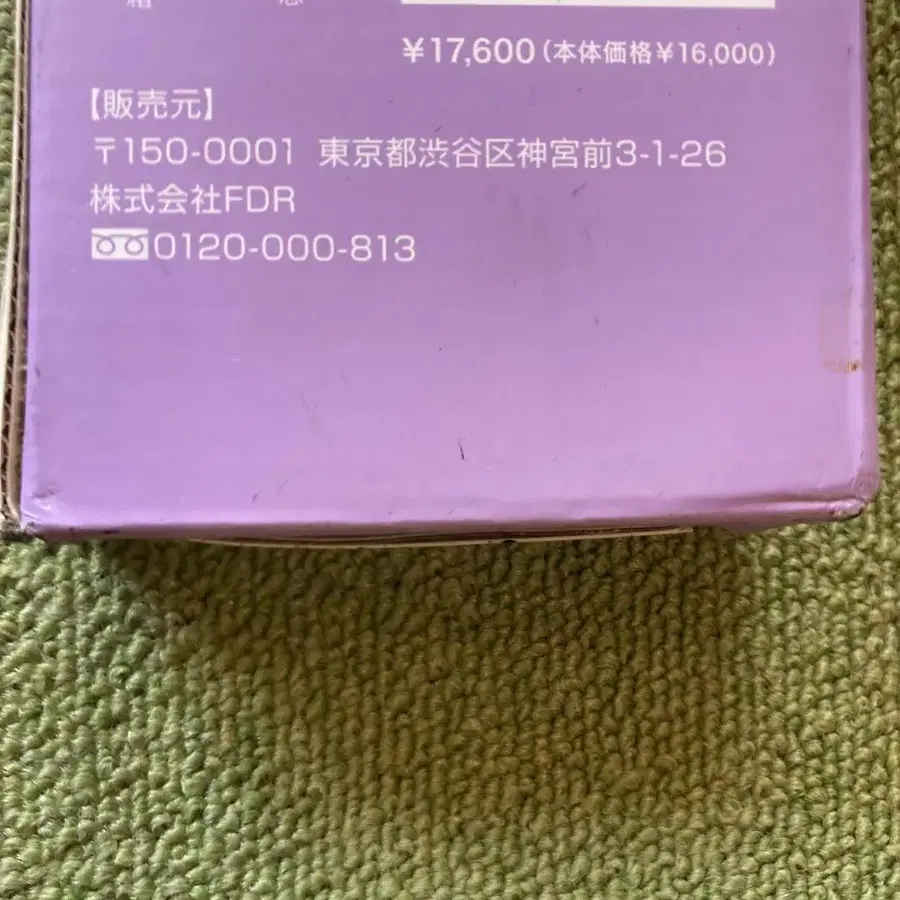 ¥17,600(本体価格¥16,000)
【販売元】
〒150-0001 東京都渋谷区神宮前3-1-26
株式会社FDR
0120-000-813